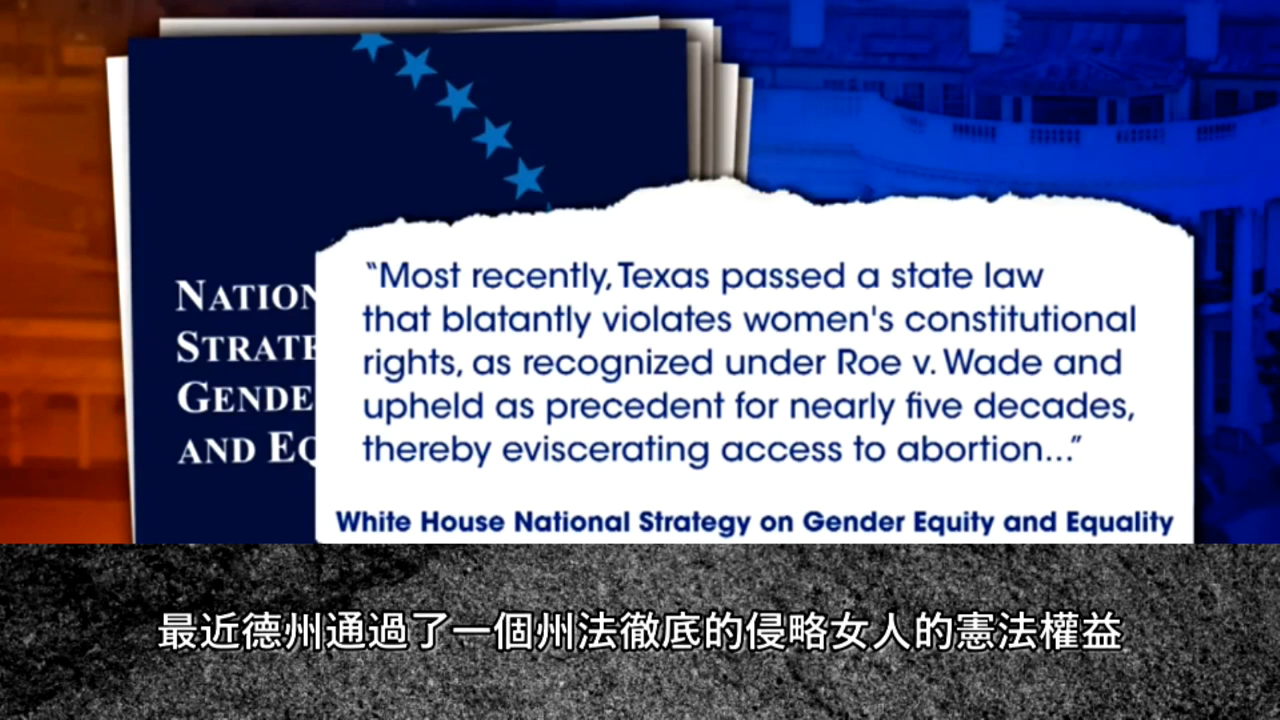 NATION
STRATE
GENDE
AND EQ
“Most recently, Texas passed a state law
that blatantly violates women's constitutional
rights, as recognized under Roe v. Wade and
upheld as precedent for nearly five decades,
thereby eviscerating access to abortion...”
White House National Strategy on Gender Equity and Equality
最近德州通過了一個州法徹底的侵略女人的憲法權益